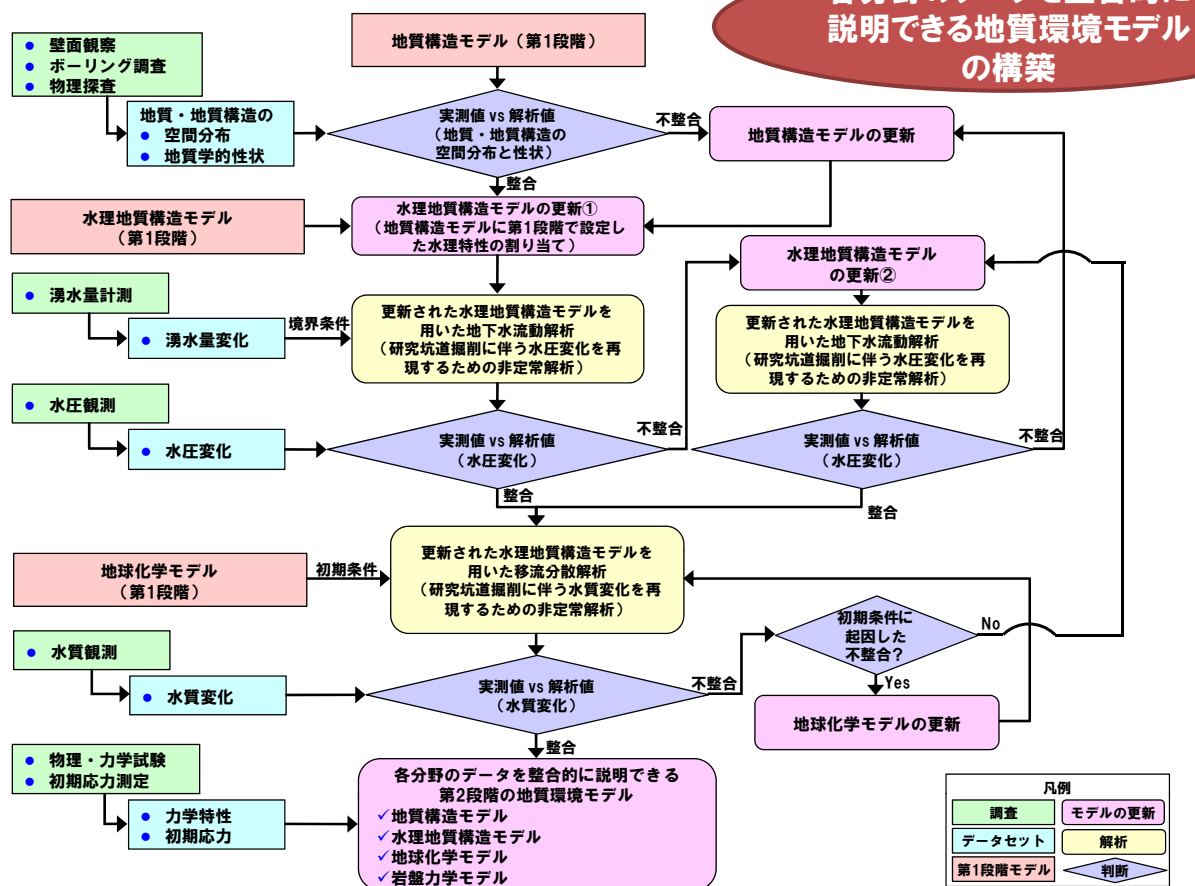 説明できる地質環境モデル
の構築
● 壁面観察
● ボーリング調査
● 物理探査
地質構造モデル（第1段階）
地質・地質構造の
● 空間分布
● 地質学的性状
実測値 vs 解析値
（地質・地質構造の
空間分布と性状）
不整合
地質構造モデルの更新
整合
水理地質構造モデル
（第1段階）
水理地質構造モデルの更新①
（地質構造モデルに第1段階で設定し
た水理特性の割り当て）
水理地質構造モデル
の更新②
● 湧水量計測
● 湧水量変化
境界条件
更新された水理地質構造モデルを
用いた地下水流動解析
（研究坑道掘削に伴う水圧変化を再
現するための非定常解析）
更新された水理地質構造モデルを
用いた地下水流動解析
（研究坑道掘削に伴う水圧変化を再
現するための非定常解析）
● 水圧観測
● 水圧変化
実測値 vs 解析値
（水圧変化）
不整合
実測値 vs 解析値
（水圧変化）
不整合
整合
整合
地球化学モデル
（第1段階）
初期条件
更新された水理地質構造モデルを
用いた移流分散解析
（研究坑道掘削に伴う水質変化を再
現するための非定常解析）
初期条件に
起因した
不整合？
No
Yes
● 水質観測
● 水質変化
実測値 vs 解析値
（水質変化）
不整合
地球化学モデルの更新
整合
● 物理・力学試験
● 初期応力測定
● 力学特性
● 初期応力
各分野のデータを整合的に説明できる
第2段階の地質環境モデル
✓地質構造モデル
✓水理地質構造モデル
✓地球化学モデル
✓岩盤力学モデル
凡例
調査
モデルの更新
データセット
解析
第1段階モデル
判断